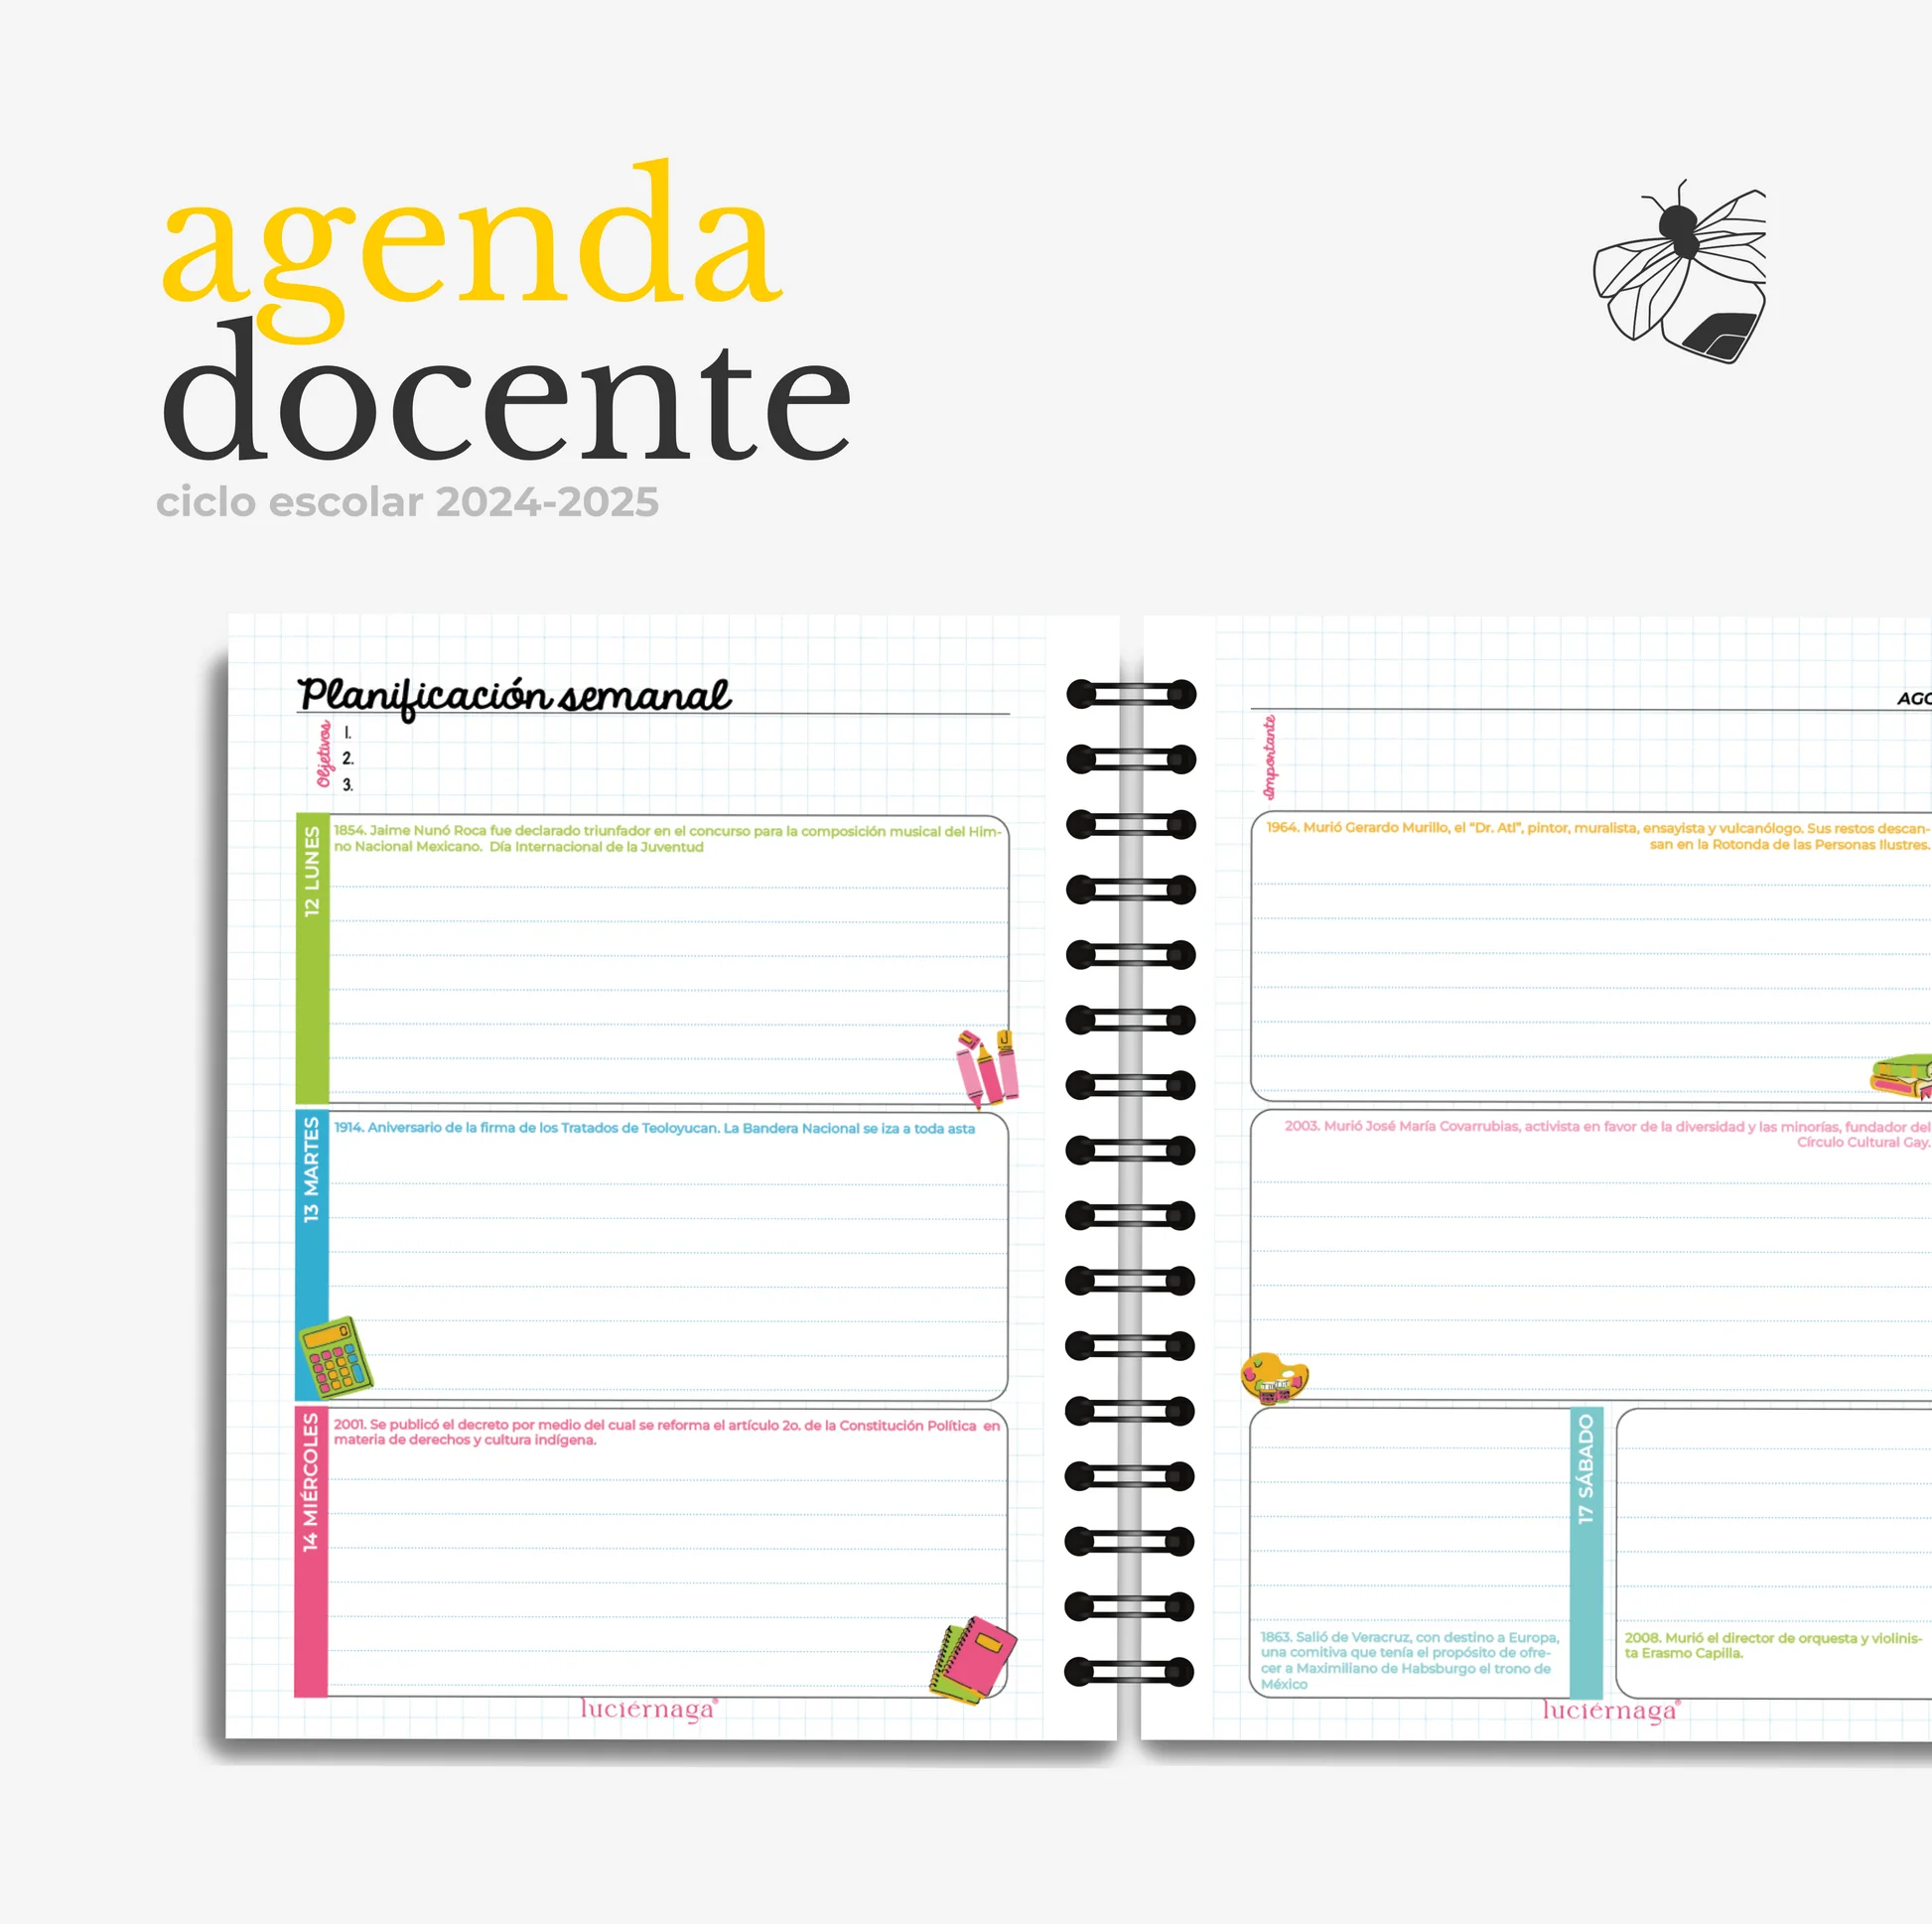 agenda
docente
ciclo escolar 2024-2025
Planificación semanal
Objetivos
1.
2.
3.
12 LUNES
1854. Jaime Nunó Roca fue declarado triunfador en el concurso para la composición musical del Him-
no Nacional Mexicano. Día Internacional de la Juventud
13 MARTES
1914. Aniversario de la firma de los Tratados de Teoloyucan. La Bandera Nacional se iza a toda asta
14 MIÉRCOLES
2001. Se publicó el decreto por medio del cual se reforma el artículo 2o. de la Constitución Política en
materia de derechos y cultura indígena.
luciérnaga®
Importante
1964. Murió Gerardo Murillo, el "Dr. Atl", pintor, muralista, ensayista y vulcanólogo. Sus restos descan-
san en la Rotonda de las Personas Ilustres.
2003. Murió José María Covarrubias, activista en favor de la diversidad y las minorías, fundador del
Círculo Cultural Gay.
1863. Salió de Veracruz, con destino a Europa,
una comitiva que tenía el propósito de ofre-
cer a Maximiliano de Habsburgo el trono de
México
17 SÁBADO
2008. Murió el director de orquesta y violinis-
ta Erasmo Capilla.
luciérnaga®